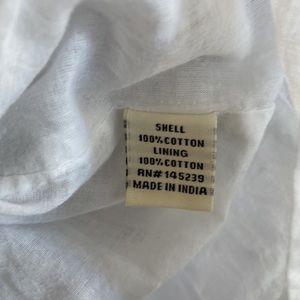 SHELL
100% COTTON
LINING
100% COTTON
RN# 145239
MADE IN INDIA